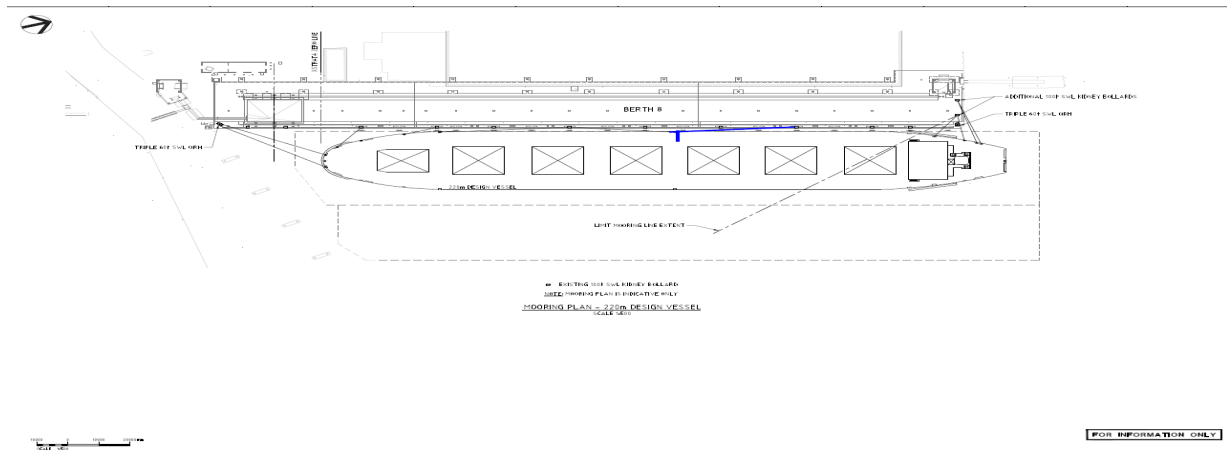 BERTH 8
ADDITIONAL 100t SWL KIDNEY BOLLARDS
TRIPLE 60t SWL QRH
TRIPLE 60t SWL QRH
220m DESIGN VESSEL
LIMIT MOORING LINE EXTENT
EXISTING 100t SWL KIDNEY BOLLARD
NOTE: MOORING PLAN IS INDICATIVE ONLY
MOORING PLAN - 220m DESIGN VESSEL
FOR INFORMATION ONLY